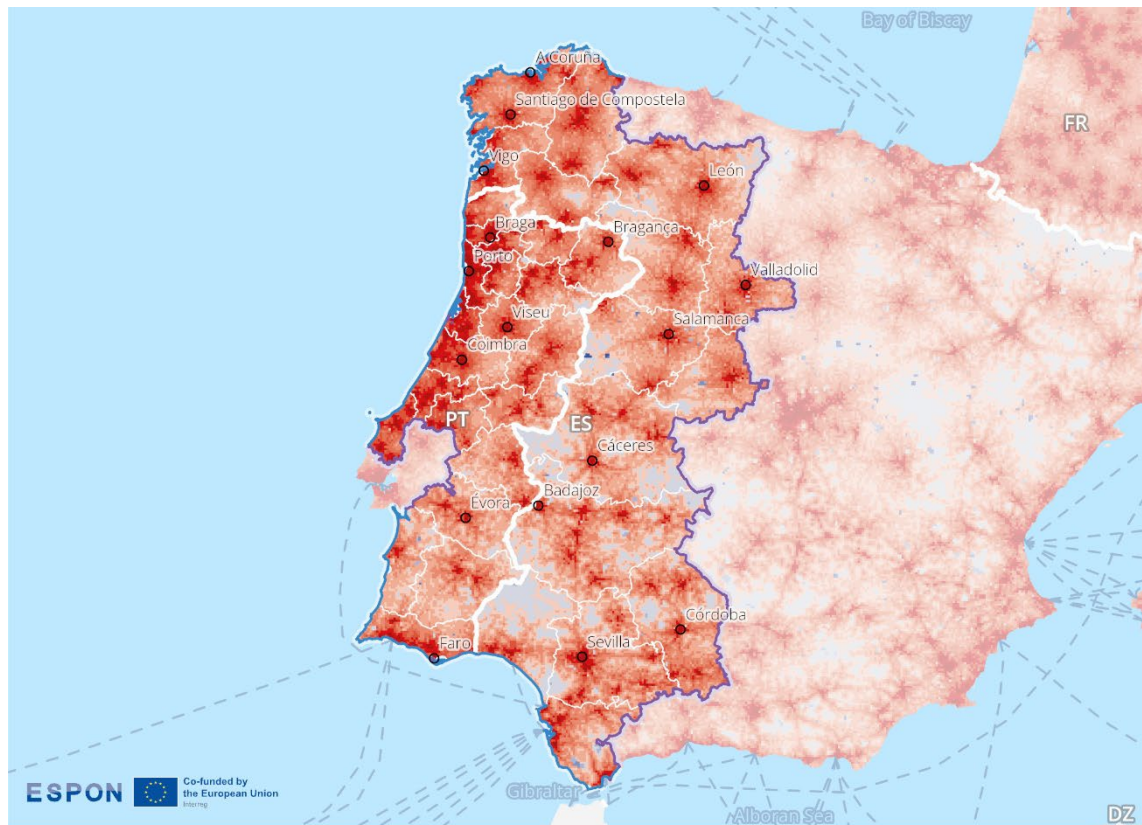 Bay of Biscay
A Coruña
Santiago de Compostela
FR
Vigo
León
Braga
Bragança
Porto
Valladolid
Viseu
Salamanca
Coimbra
PT
ES
Cáceres
Badajoz
Évora
Córdoba
Faro
Sevilla
ESPON
Co-funded by
the European Union
Interreg
Gibraltar
Alboran Sea
DZ